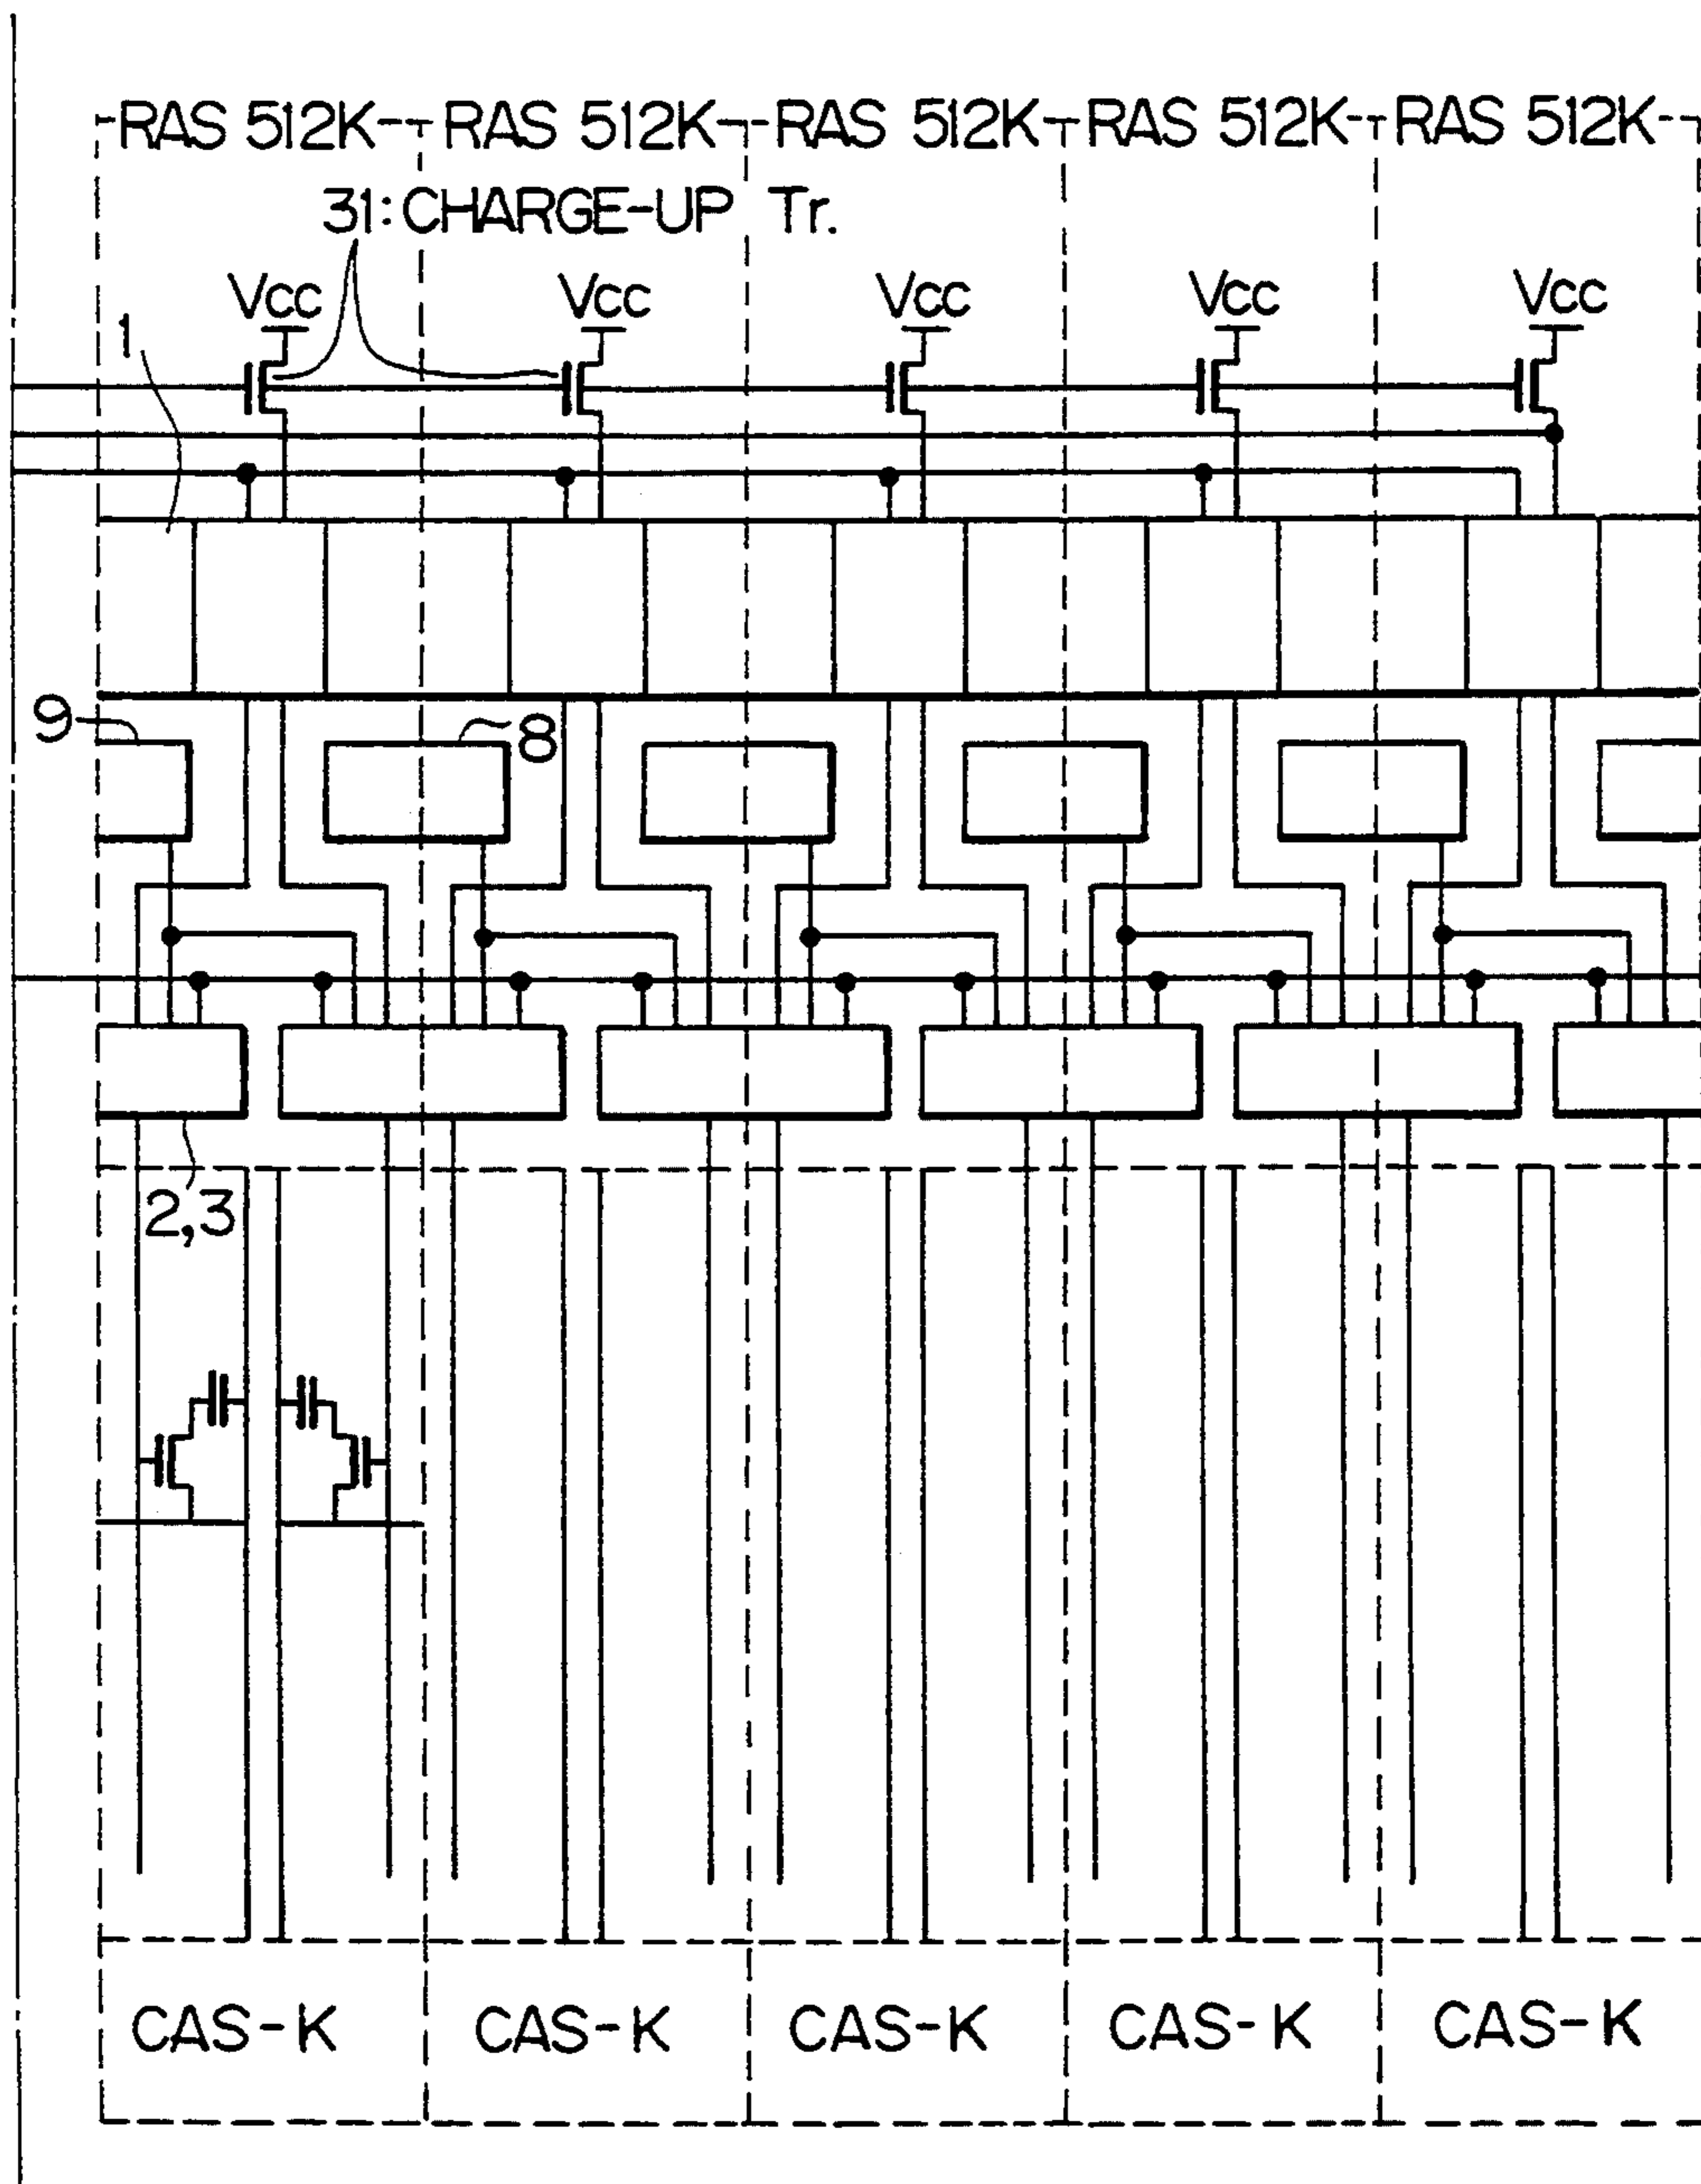 RAS 512K RAS 512K RAS 512K RAS 512K RAS 512K
31: CHARGE-UP Tr.
Vcc Vcc Vcc Vcc Vcc
1
9 8
2,3
CAS-K CAS-K CAS-K CAS-K CAS-K